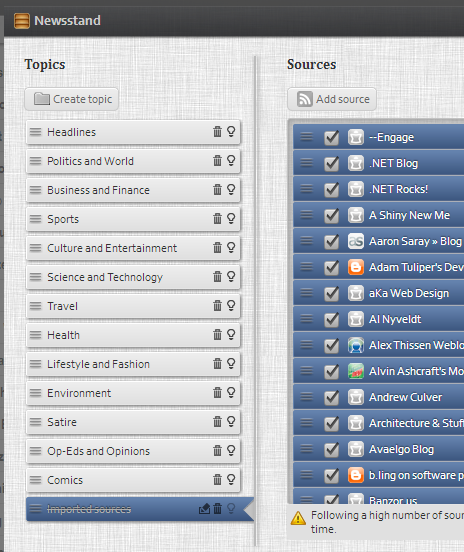 Newsstand
Topics
Create topic
Headlines
Politics and World
Business and Finance
Sports
Culture and Entertainment
Science and Technology
Travel
Health
Lifestyle and Fashion
Environment
Satire
Op-Eds and Opinions
Comics
Imported sources
Sources
Add source
--Engage
.NET Blog
.NET Rocks!
A Shiny New Me
Aaron Saray » Blog
Adam Tuliper's Dev
aKa Web Design
Al Nyveldt
Alex Thissen Weblo
Alvin Ashcraft's Mo
Andrew Culver
Architecture & Stuf
Avaelgo Blog
b.ling on software p
Banzor.us
Following a high number of sour
time.